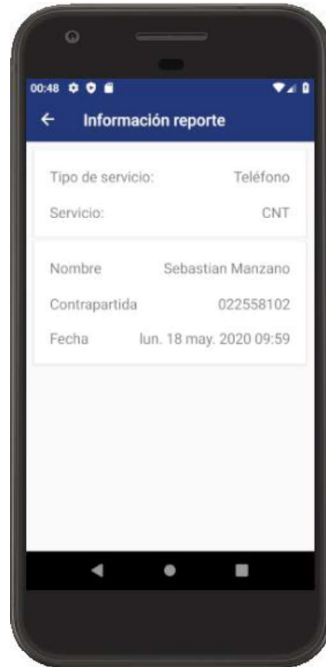 00:48
Información reporte
Tipo de servicio: Teléfono
Servicio: CNT
Nombre Sebastian Manzano
Contrapartida 022558102
Fecha lun. 18 may. 2020 09:59